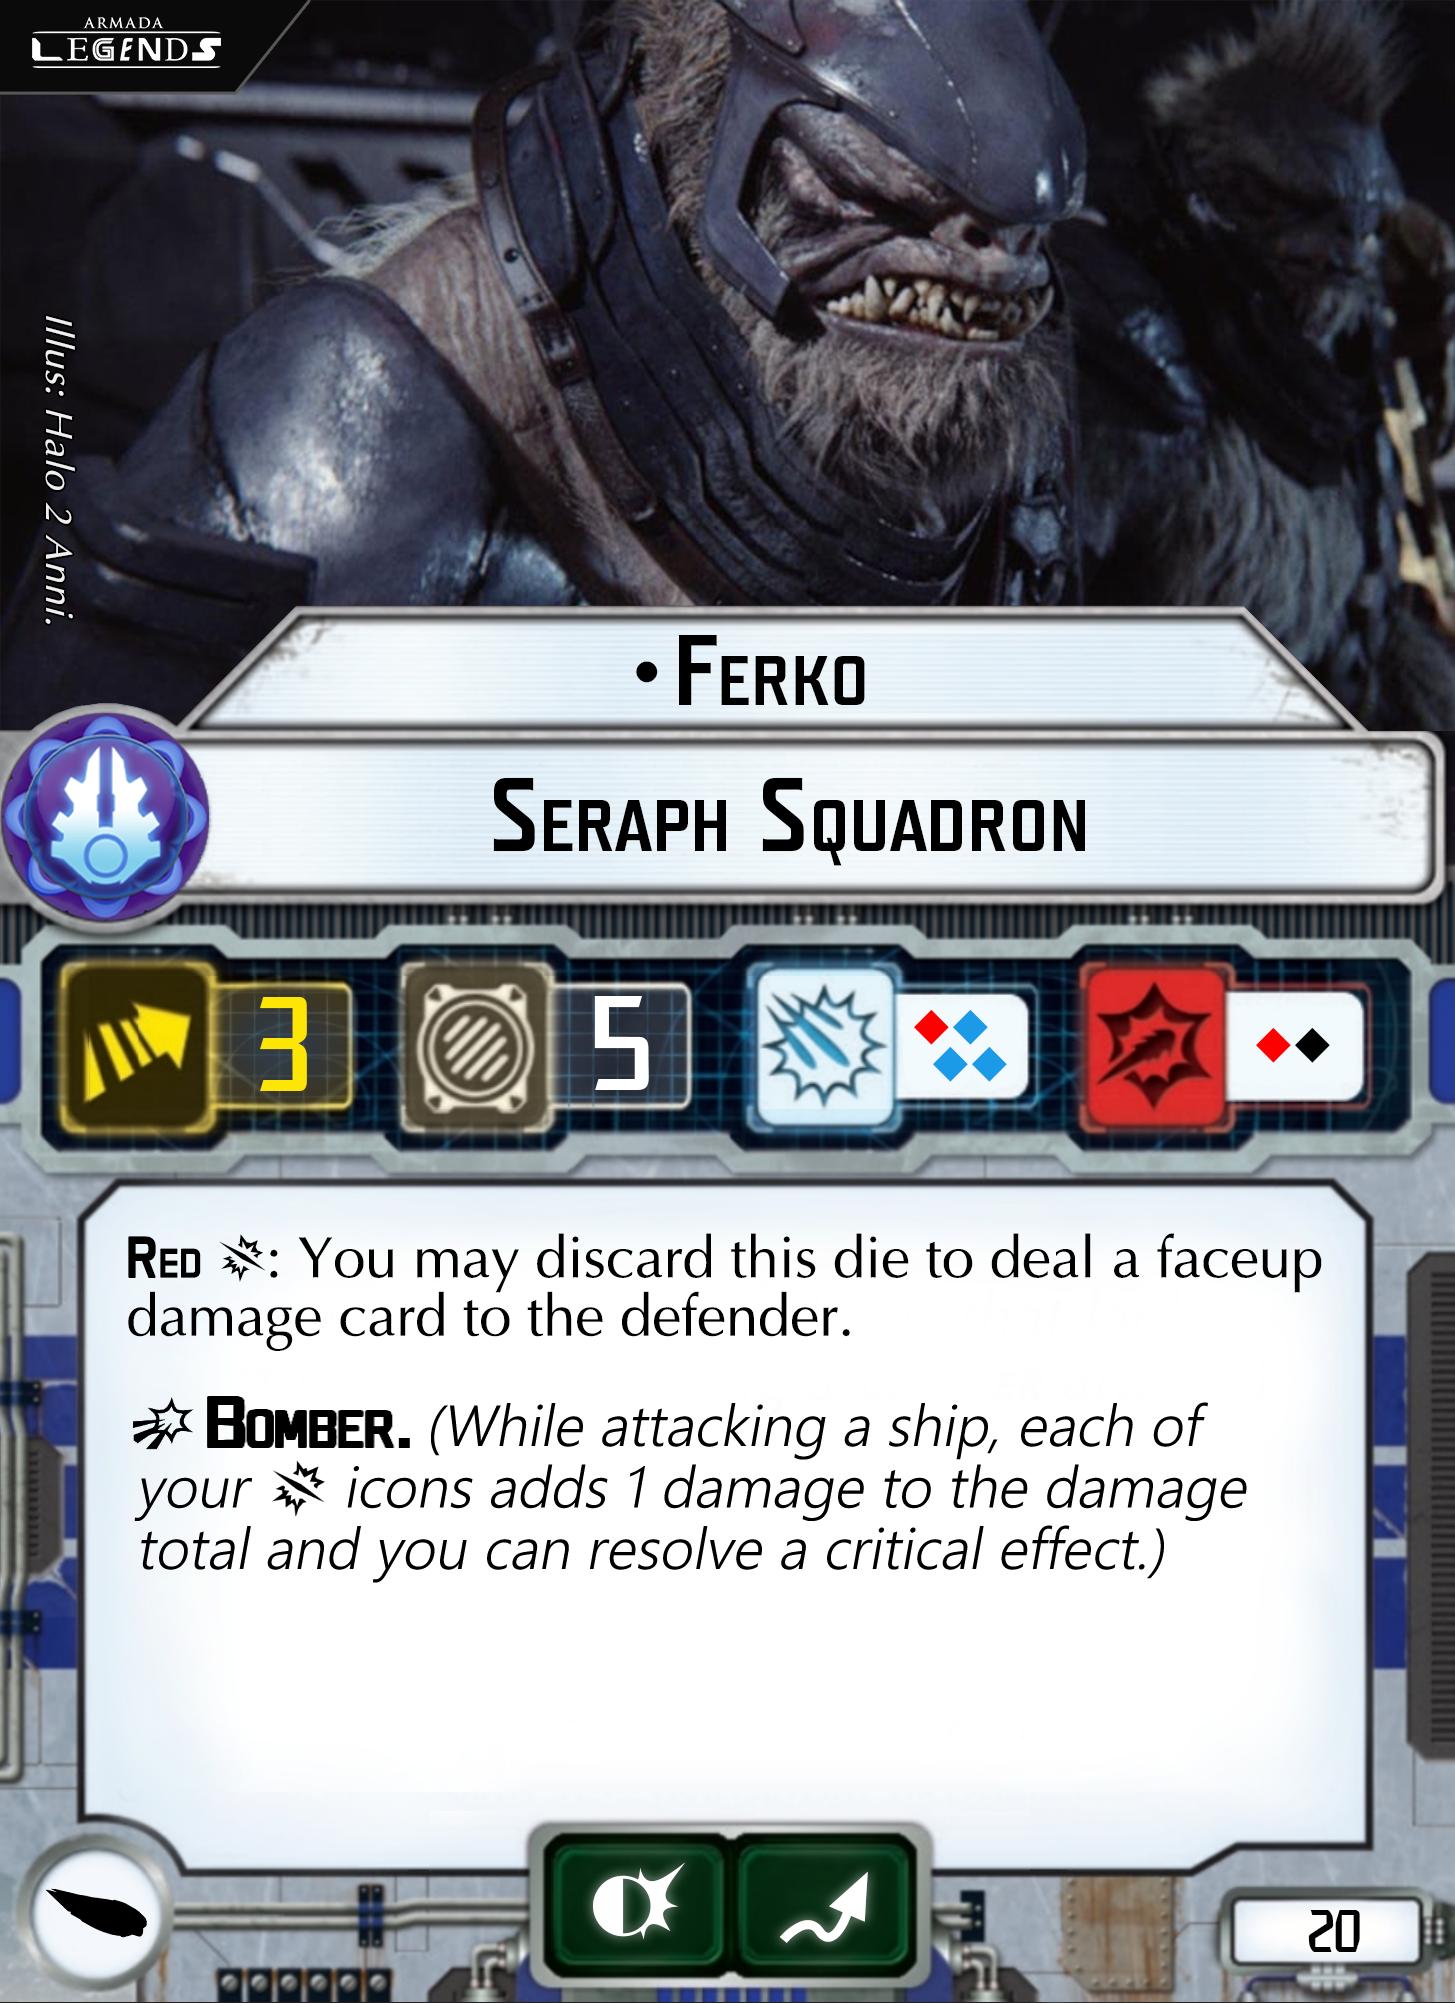 ARMADA
LEGENDS
Illus: Halo 2 Anni.
• Ferko
Seraph Squadron
3 5
Red : You may discard this die to deal a faceup
damage card to the defender.
Bomber. (While attacking a ship, each of
your icons adds 1 damage to the damage
total and you can resolve a critical effect.)
20